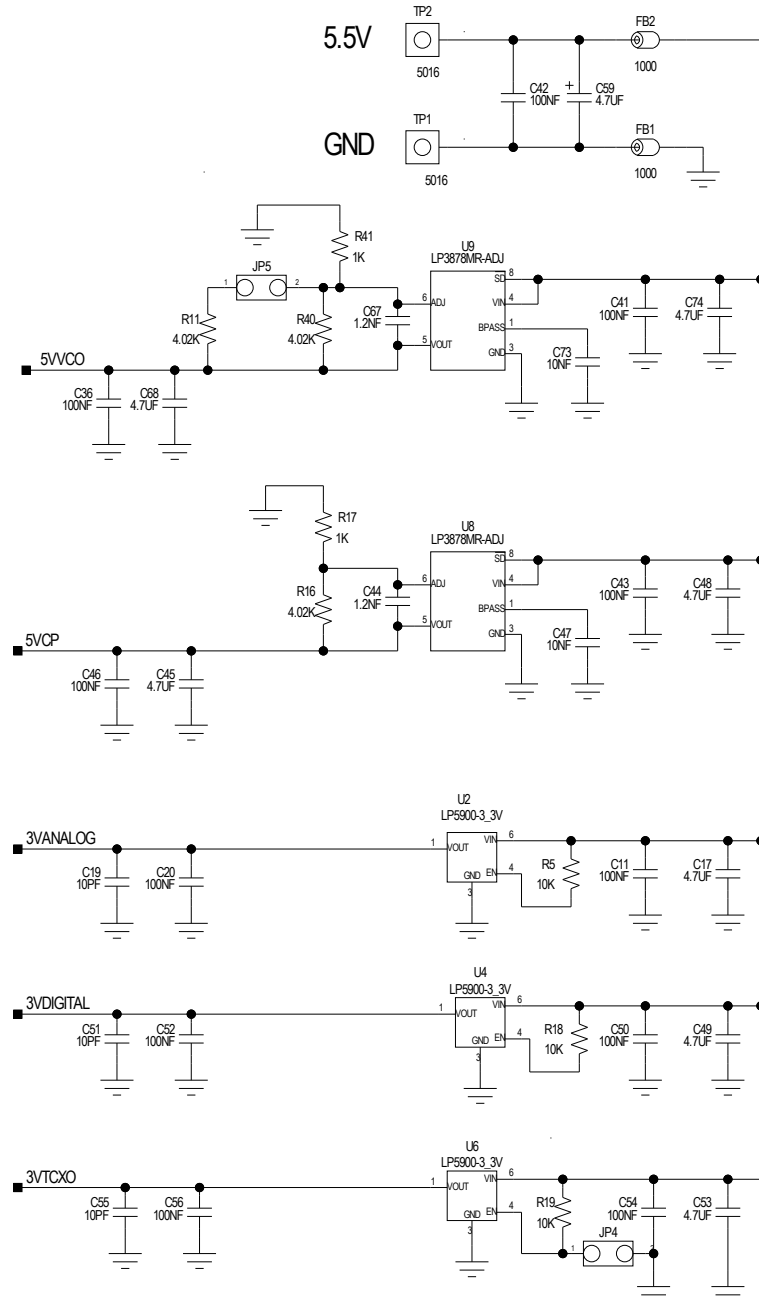 TP2
5.5V
5016
FB2
1000
C42
100NF
+
C59
4.7UF
TP1
GND
5016
FB1
1000
R41
1K
JP5
1
2
R11
4.02K
R40
4.02K
C67
1.2NF
U9
LP3878MR-ADJ
SD 8
VIN 4
6 ADJ
BPASS 1
5 VOUT
GND 3
C73
10NF
C41
100NF
C74
4.7UF
5VVCO
C36
100NF
C68
4.7UF
R17
1K
R16
4.02K
C44
1.2NF
U8
LP3878MR-ADJ
SD 8
VIN 4
6 ADJ
BPASS 1
5 VOUT
GND 3
C47
10NF
C43
100NF
C48
4.7UF
5VCP
C46
100NF
C45
4.7UF
U2
LP5900-3_3V
3VANALOG
1 VOUT
VIN 6
GND EN 4
3
R5
10K
C11
100NF
C17
4.7UF
C19
10PF
C20
100NF
U4
LP5900-3_3V
3VDIGITAL
1 VOUT
VIN 6
GND EN 4
3
R18
10K
C50
100NF
C49
4.7UF
C51
10PF
C52
100NF
U6
LP5900-3_3V
3VTCXO
1 VOUT
VIN 6
GND EN 4
3
R19
10K
C54
100NF
C53
4.7UF
JP4
1
2
C55
10PF
C56
100NF